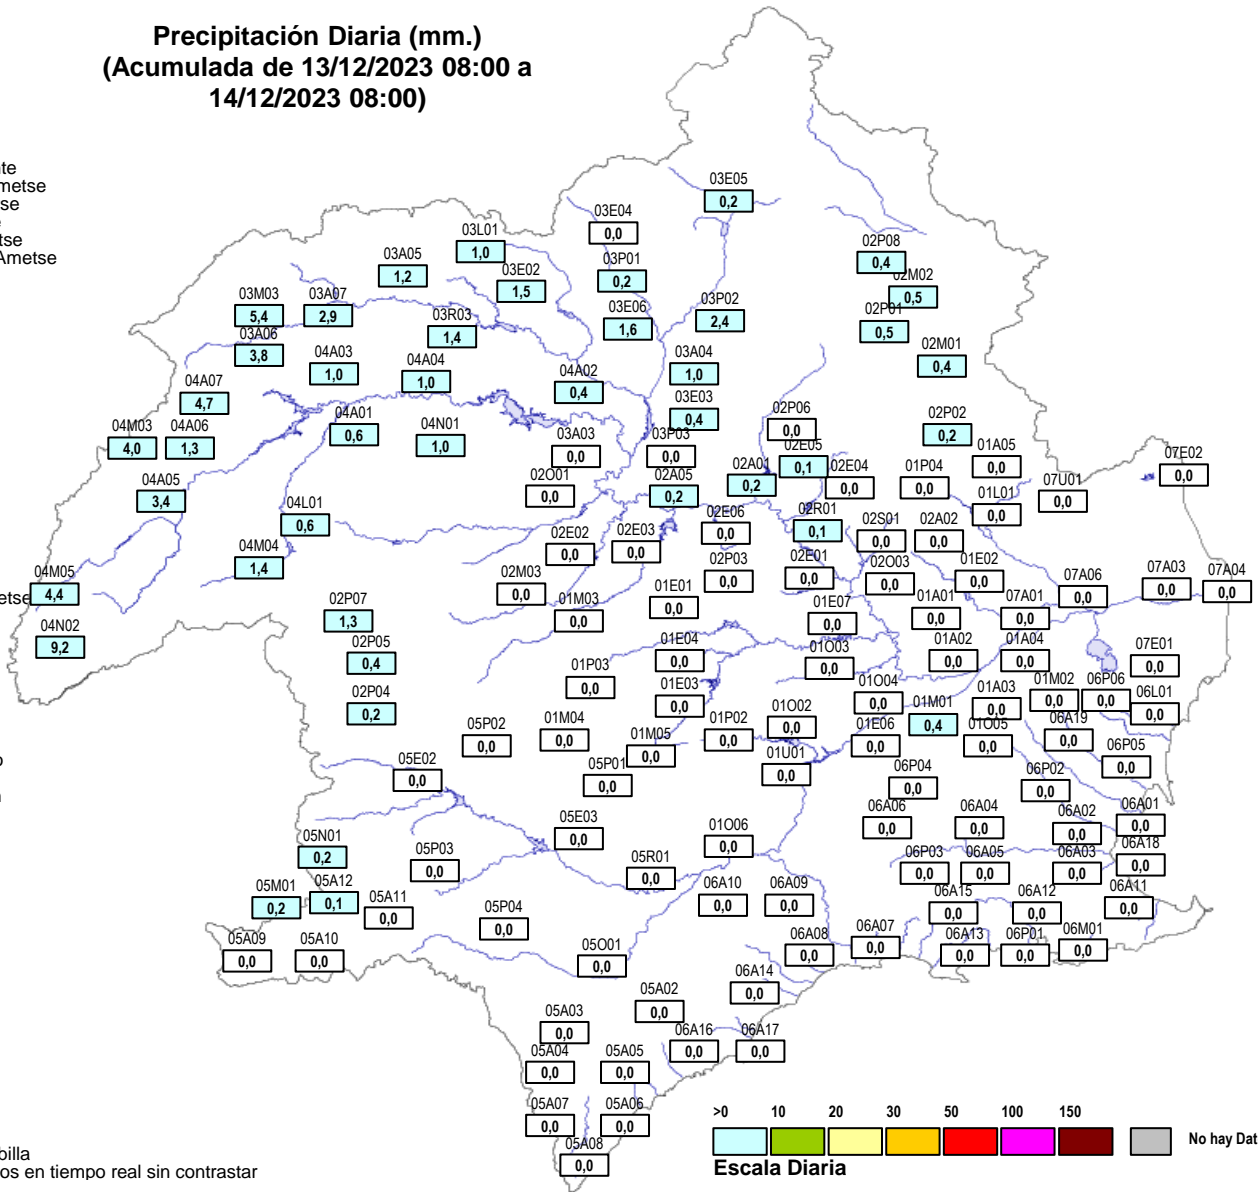 Precipitación Diaria (mm.)
(Acumulada de 13/12/2023 08:00 a
14/12/2023 08:00)
03E05
0,2
03E04
0,0
03L01
1,0
02P08
0,4
03A05
1,2
03E02
1,5
03P01
0,2
02M02
0,5
03M03
5,4
03A07
2,9
03P02
2,4
03E06
1,6
02P01
0,5
03R03
1,4
03A06
3,8
02M01
0,4
04A03
1,0
04A04
1,0
03A04
1,0
04A02
0,4
04A07
4,7
03E03
0,4
04A01
0,6
02P06
0,0
02P02
0,2
04M03
4,0
04A06
1,3
04N01
1,0
03A03
0,0
03P03
0,0
02E05
0,1
01A05
0,0
07E02
0,0
04A05
3,4
02O01
0,0
02A05
0,2
02A01
0,2
02E04
0,0
01P04
0,0
07U01
0,0
01L01
0,0
04L01
0,6
02E06
0,0
02R01
0,1
02S01
0,0
02A02
0,0
02E02
0,0
02E03
0,0
04M04
1,4
02P03
0,0
02E01
0,0
02O03
0,0
01E02
0,0
04M05
4,4
02M03
0,0
07A06
0,0
07A03
0,0
07A04
0,0
02P07
1,3
01M03
0,0
01E01
0,0
01E07
0,0
01A01
0,0
07A01
0,0
04N02
9,2
02P05
0,4
01E04
0,0
01O03
0,0
01A02
0,0
01A04
0,0
07E01
0,0
01P03
0,0
01E03
0,0
01O04
0,0
01M02
0,0
06P06
0,0
01A03
0,0
06L01
0,0
02P04
0,2
01M01
0,4
05P02
0,0
01M04
0,0
01P02
0,0
01O02
0,0
01E06
0,0
01O05
0,0
06A19
0,0
01M05
0,0
06P05
0,0
05E02
0,0
05P01
0,0
01U01
0,0
06P04
0,0
06P02
0,0
06A06
0,0
06A04
0,0
06A02
0,0
06A01
0,0
05E03
0,0
01O06
0,0
05N01
0,2
05P03
0,0
05R01
0,0
06P03
0,0
06A05
0,0
06A03
0,0
06A18
0,0
05M01
0,2
05A12
0,1
05A11
0,0
06A10
0,0
06A09
0,0
06A15
0,0
06A12
0,0
06A11
0,0
05P04
0,0
05A09
0,0
05A10
0,0
05O01
0,0
06A08
0,0
06A07
0,0
06A13
0,0
06P01
0,0
06M01
0,0
06A14
0,0
05A02
0,0
05A03
0,0
06A16
0,0
06A17
0,0
05A04
0,0
05A05
0,0
05A07
0,0
05A06
0,0
05A08
0,0
>0 10 20 30 50 100 150
No hay Dat
Escala Diaria
nte
metse
tse
e
tse
Ametse
etse
o
n
billa
os en tiempo real sin contrastar